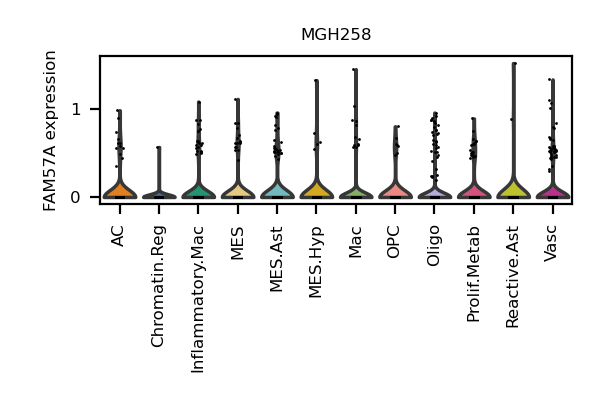 MGH258
FAM57A expression
1
0
AC
Chromatin.Reg
Inflammatory.Mac
MES
MES.Ast
MES.Hyp
Mac
OPC
Oligo
Prolif.Metab
Reactive.Ast
Vasc